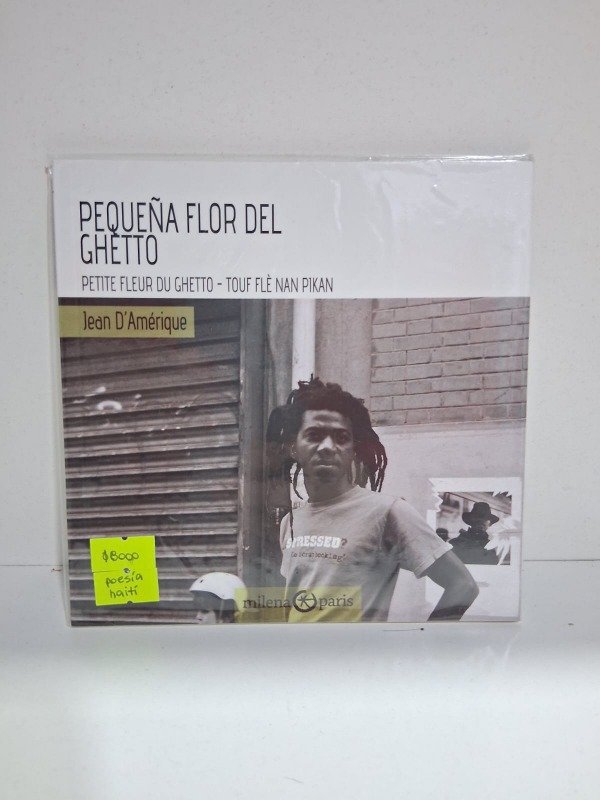 PEQUEÑA FLOR DEL
GHETTO
PETITE FLEUR DU GHETTO - TOUF FLÈ NAN PIKAN
Jean D'Amérique
STRESSED?
$8000
poesía
haití
milena paris